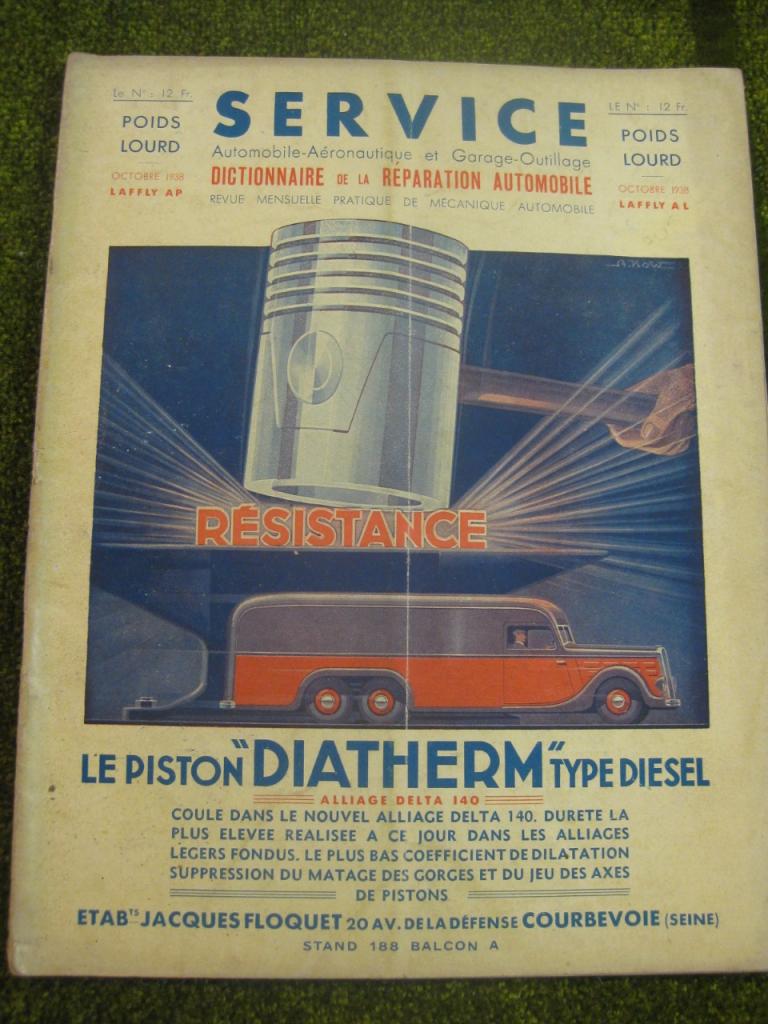 Le N° : 12 Fr.
POIDS
LOURD
OCTOBRE 1938
LAFFLY AP
SERVICE
Automobile-Aéronautique et Garage-Outillage
DICTIONNAIRE DE LA REPARATION AUTOMOBILE
REVUE MENSUELLE PRATIQUE DE MÉCANIQUE AUTOMOBILE
LE N° : 12 Fr.
POIDS
LOURD
OCTOBRE 1938
LAFFLY AL
RÉSISTANCE
LE PISTON "DIATHERM" TYPE DIESEL
ALLIAGE DELTA 140
COULE DANS LE NOUVEL ALLIAGE DELTA 140. DURETE LA
PLUS ELEVEE REALISEE A CE JOUR DANS LES ALLIAGES
LEGERS FONDUS. LE PLUS BAS COEFFICIENT DE DILATATION
SUPPRESSION DU MATAGE DES GORGES ET DU JEU DES AXES
DE PISTONS
ETABTS JACQUES FLOQUET 20 AV. DE LA DÉFENSE COURBEVOIE (SEINE)
STAND 188 BALCON A